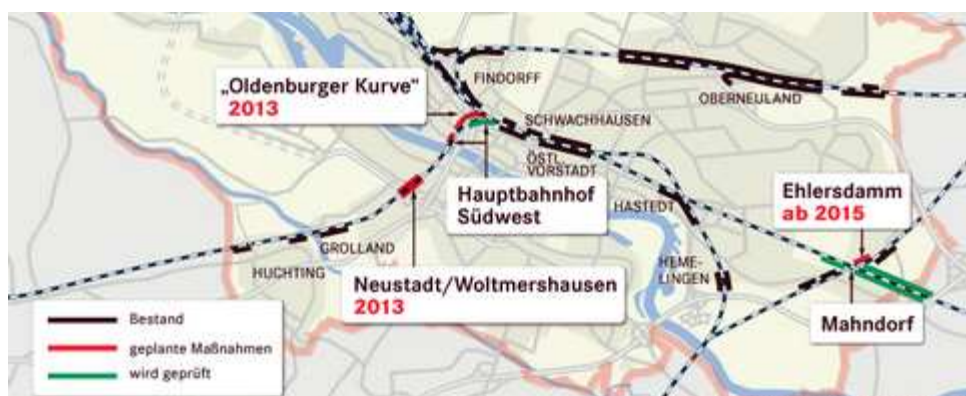 „Oldenburger Kurve“
2013
FINDORFF
OBERNEULAND
SCHWACHHAUSEN
ÖSTL.
VORSTADT
Hauptbahnhof
Südwest
HASTEDT
Ehlersdamm
ab 2015
GROLLAND
HUCHTING
HEME-
LINGEN
Neustadt/Woltmershausen
2013
Mahndorf
Bestand
geplante Maßnahmen
wird geprüft